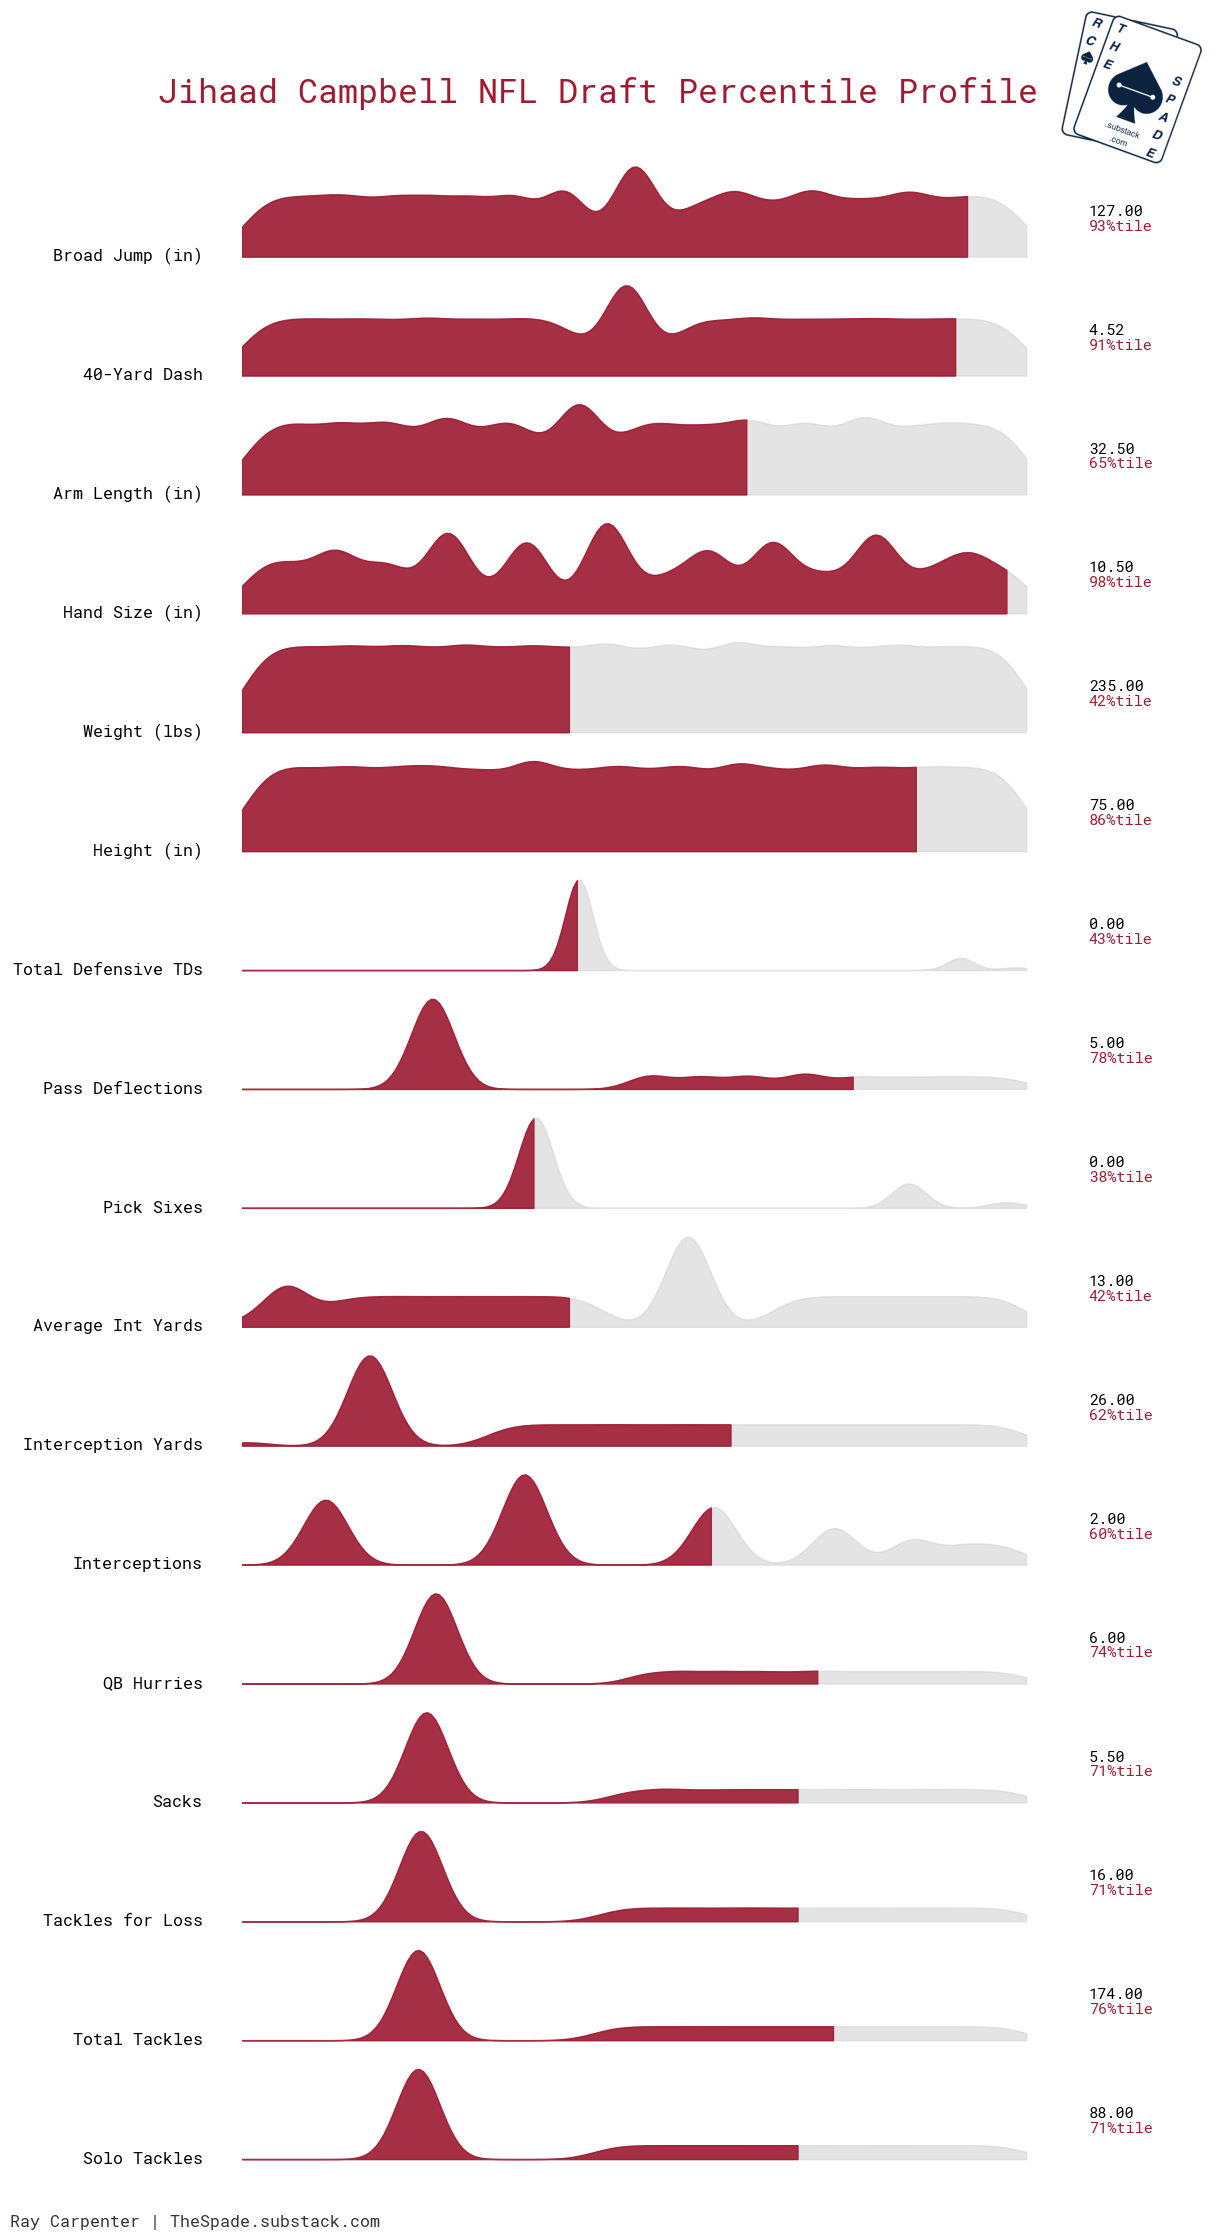 R
C
T
H
E
S
P
A
D
E
.substack
.com
Jihaad Campbell NFL Draft Percentile Profile
Broad Jump (in)
127.00
93%tile
40-Yard Dash
4.52
91%tile
Arm Length (in)
32.50
65%tile
Hand Size (in)
10.50
98%tile
Weight (lbs)
235.00
42%tile
Height (in)
75.00
86%tile
Total Defensive TDs
0.00
43%tile
Pass Deflections
5.00
78%tile
Pick Sixes
0.00
38%tile
Average Int Yards
13.00
42%tile
Interception Yards
26.00
62%tile
Interceptions
2.00
60%tile
QB Hurries
6.00
74%tile
Sacks
5.50
71%tile
Tackles for Loss
16.00
71%tile
Total Tackles
174.00
76%tile
Solo Tackles
88.00
71%tile
Ray Carpenter | TheSpade.substack.com